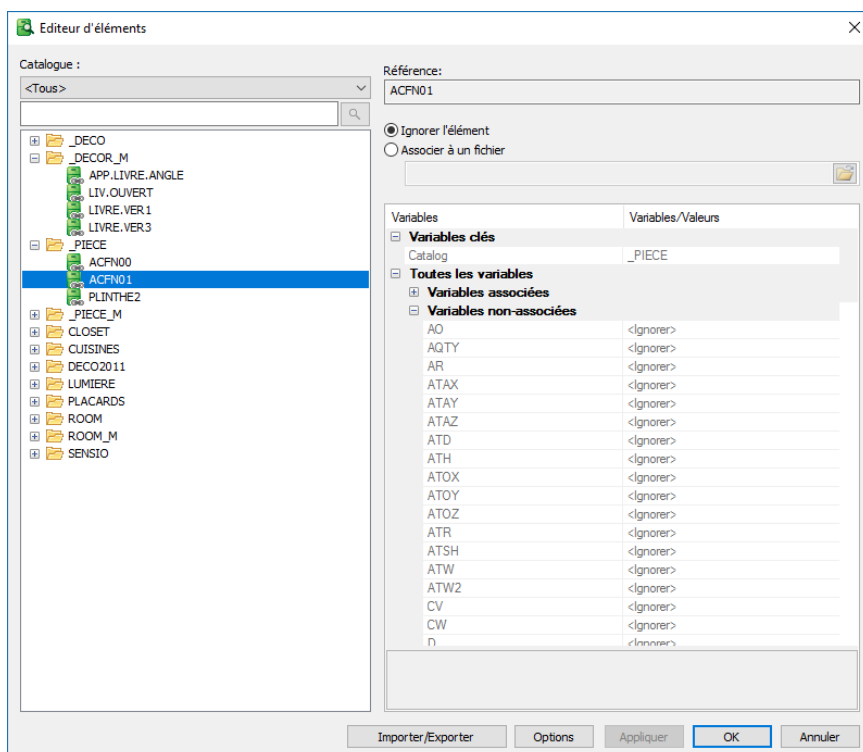 Editeur d'éléments
Catalogue :
<Tous>
_DECO
_DECOR_M
APP.LIVRE.ANGLE
LIV.OUVERT
LIVRE.VER1
LIVRE.VER3
_PIECE
ACFN00
ACFN01
PLINTHE2
_PIECE_M
CLOSET
CUISINES
DECO2011
LUMIERE
PLACARDS
ROOM
ROOM_M
SENSIO
Référence:
ACFN01
Ignorer l'élément
Associer à un fichier
Variables Variables/Valeurs
Variables clés
Catalog _PIECE
Toutes les variables
Variables associées
Variables non-associées
AO <Ignorer>
AQTY <Ignorer>
AR <Ignorer>
ATAX <Ignorer>
ATAY <Ignorer>
ATAZ <Ignorer>
ATD <Ignorer>
ATH <Ignorer>
ATOX <Ignorer>
ATOY <Ignorer>
ATOZ <Ignorer>
ATR <Ignorer>
ATSH <Ignorer>
ATW <Ignorer>
ATW2 <Ignorer>
CV <Ignorer>
CW <Ignorer>
D <Ignorer>
Importer/Exporter Options Appliquer OK Annuler